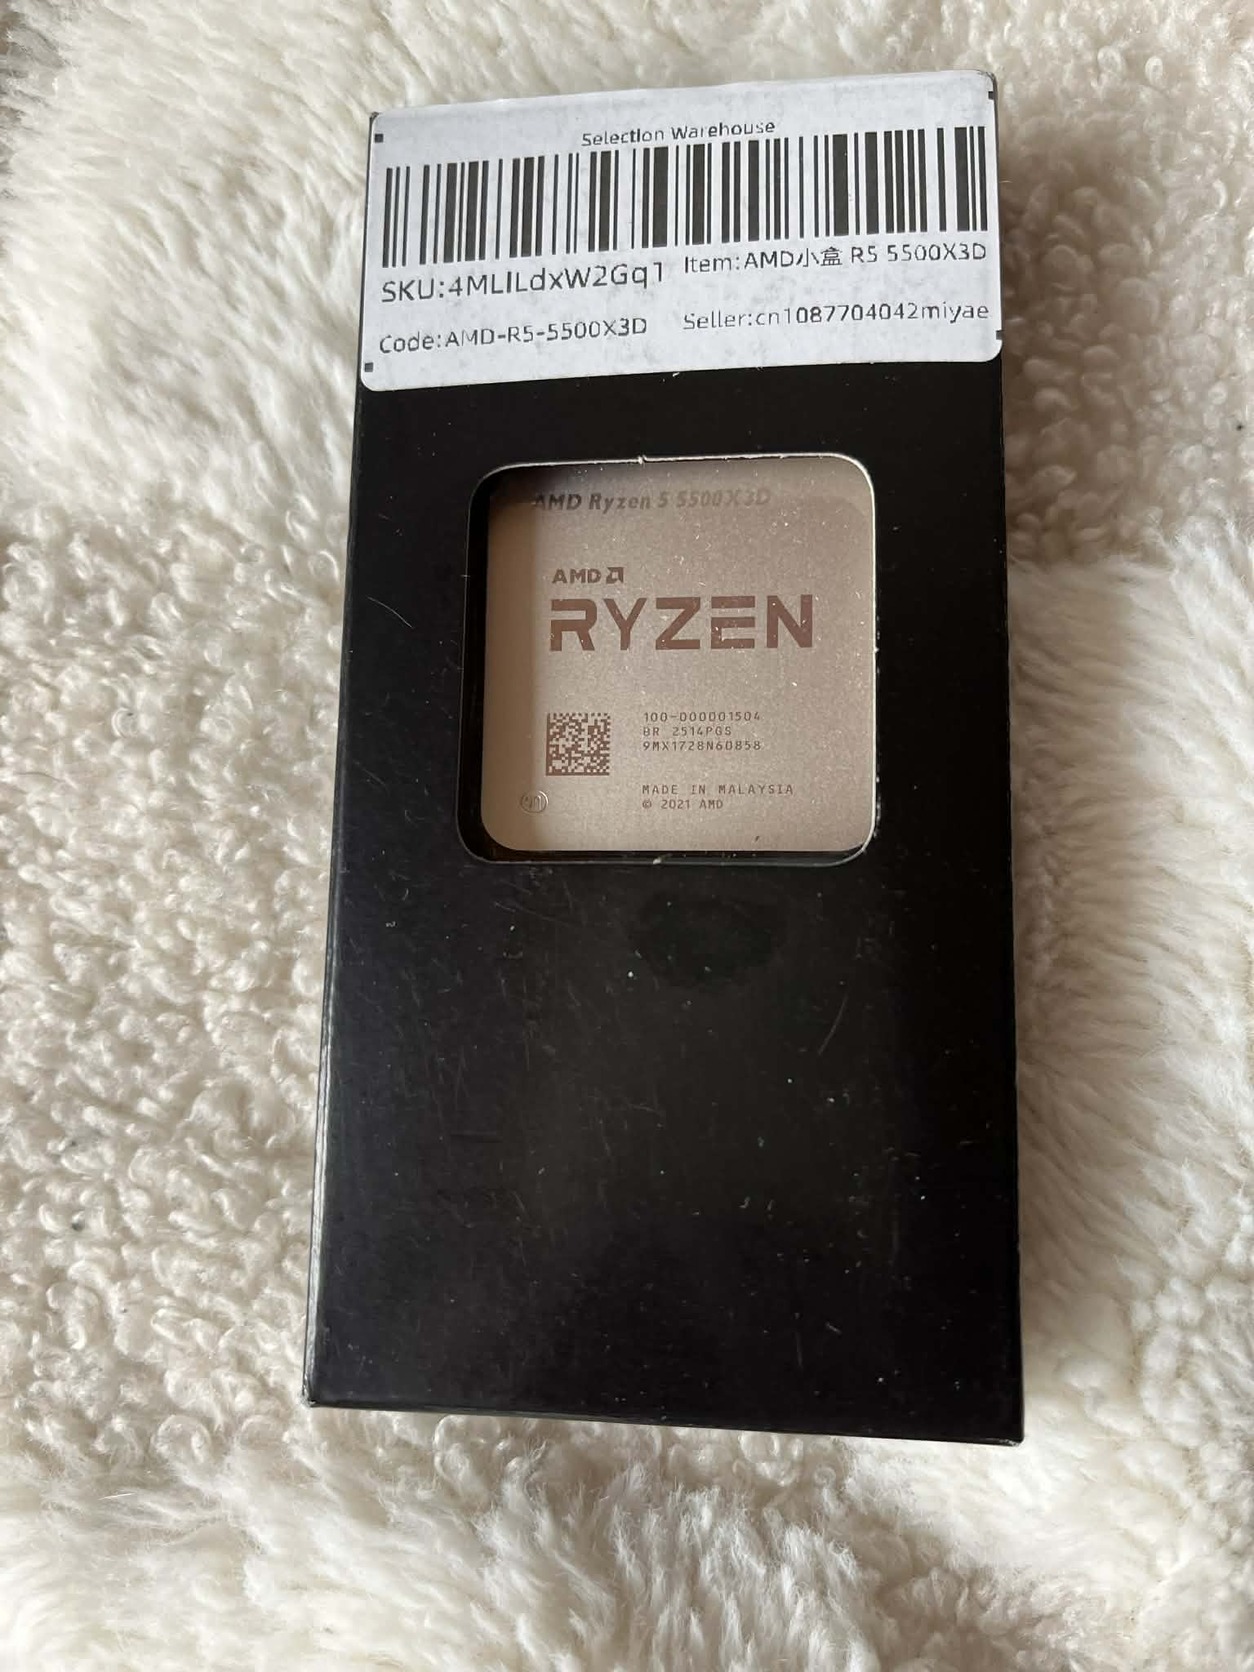 Selection Warehouse
SKU:4MLlLdxW2Gq1
Item:AMD小盒 R5 5500X3D
Code:AMD-R5-5500X3D
Seller:cn1087704042miyae
AMD Ryzen 5 5500X3D
AMD
RYZEN
100-000001504
BR 2514PGS
9MX1728N60858
MADE IN MALAYSIA
© 2021 AMD